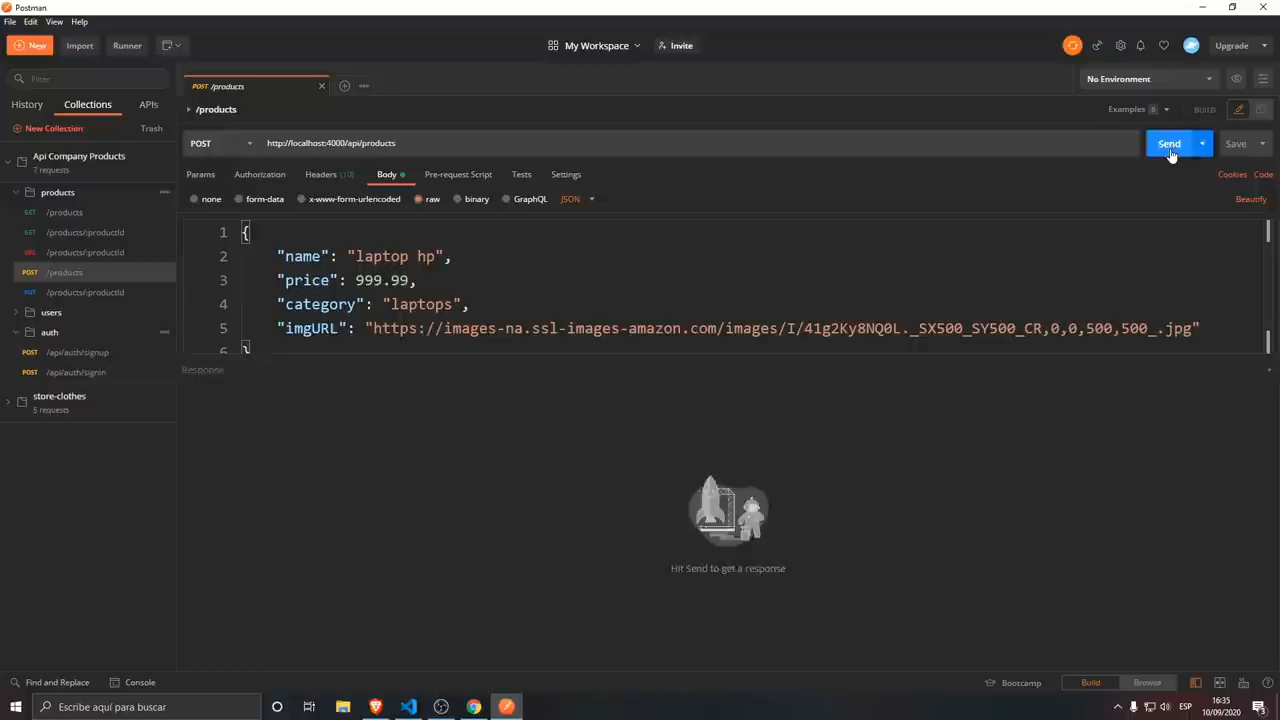 Postman
File Edit View Help
New Import Runner My Workspace Invite Upgrade
Filter
History Collections APIs
New Collection Trash
Api Company Products
7 requests
products
GET /products
GET /products/:productId
DEL /products/:productId
POST /products
PUT /products/:productId
users
auth
POST /api/auth/signup
POST /api/auth/signin
store-clothes
5 requests
POST /products
No Environment
/products
Examples 0 BUILD
POST http://localhost:4000/api/products Send Save
Params Authorization Headers (10) Body Pre-request Script Tests Settings Cookies Code
none form-data x-www-form-urlencoded raw binary GraphQL JSON Beautify
1 {
2 "name": "laptop hp",
3 "price": 999.99,
4 "category": "laptops",
5 "imgURL": "https://images-na.ssl-images-amazon.com/images/I/41g2Ky8NQ0L._SX500_SY500_CR,0,0,500,500_.jpg"
6 }
Response
Hit Send to get a response
Find and Replace Console Bootcamp Build Browse
Escribe aquí para buscar
ESP
16:35
10/09/2020
3